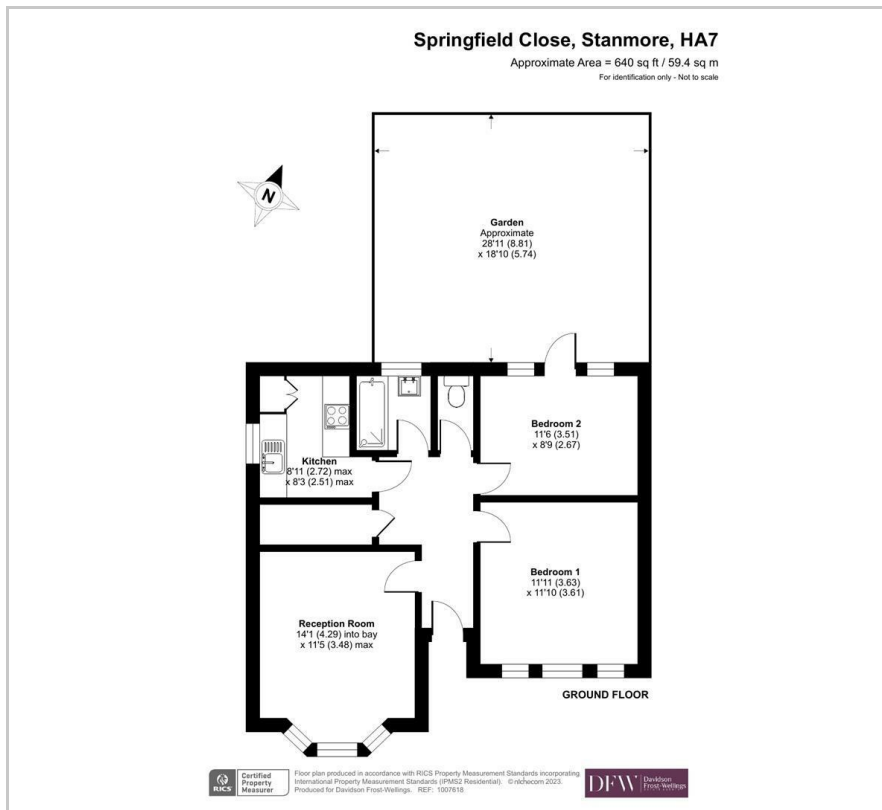 Springfield Close, Stanmore, HA7
Approximate Area = 640 sq ft / 59.4 sq m
For identification only - Not to scale
N
Garden
Approximate
28'11 (8.81)
x 18'10 (5.74)
Bedroom 2
11'6 (3.51)
x 8'9 (2.67)
Kitchen
8'11 (2.72) max
x 8'3 (2.51) max
Bedroom 1
11'11 (3.63)
x 11'10 (3.61)
Reception Room
14'1 (4.29) into bay
x 11'5 (3.48) max
GROUND FLOOR
RICS
Certified
Property
Measurer
Floor plan produced in accordance with RICS Property Measurement Standards incorporating
International Property Measurement Standards (IPMS2 Residential). ©nichecom 2023.
Produced for Davidson Frost-Wellings. REF: 1007618
DFW
Davidson
Frost-Wellings